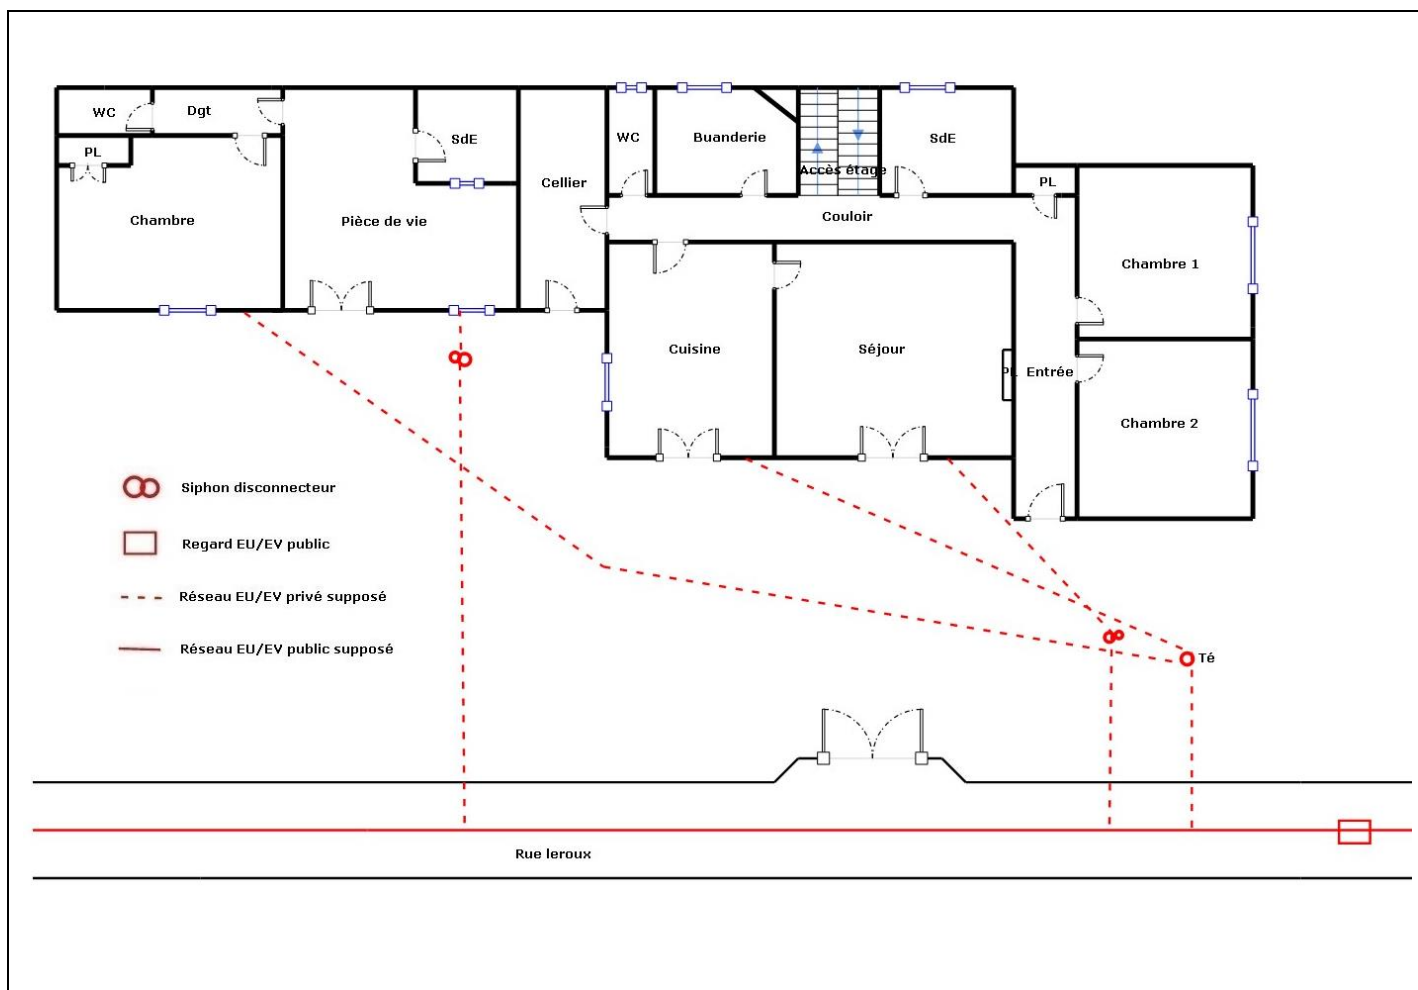 WC
Dgt
SdE
WC
Buanderie
SdE
PL
Cellier
Accès étage
PL
Chambre
Pièce de vie
Couloir
Chambre 1
Cuisine
Séjour
PL
Entrée
Chambre 2
Siphon disconnecteur
Regard EU/EV public
Réseau EU/EV privé supposé
Réseau EU/EV public supposé
Té
Rue leroux